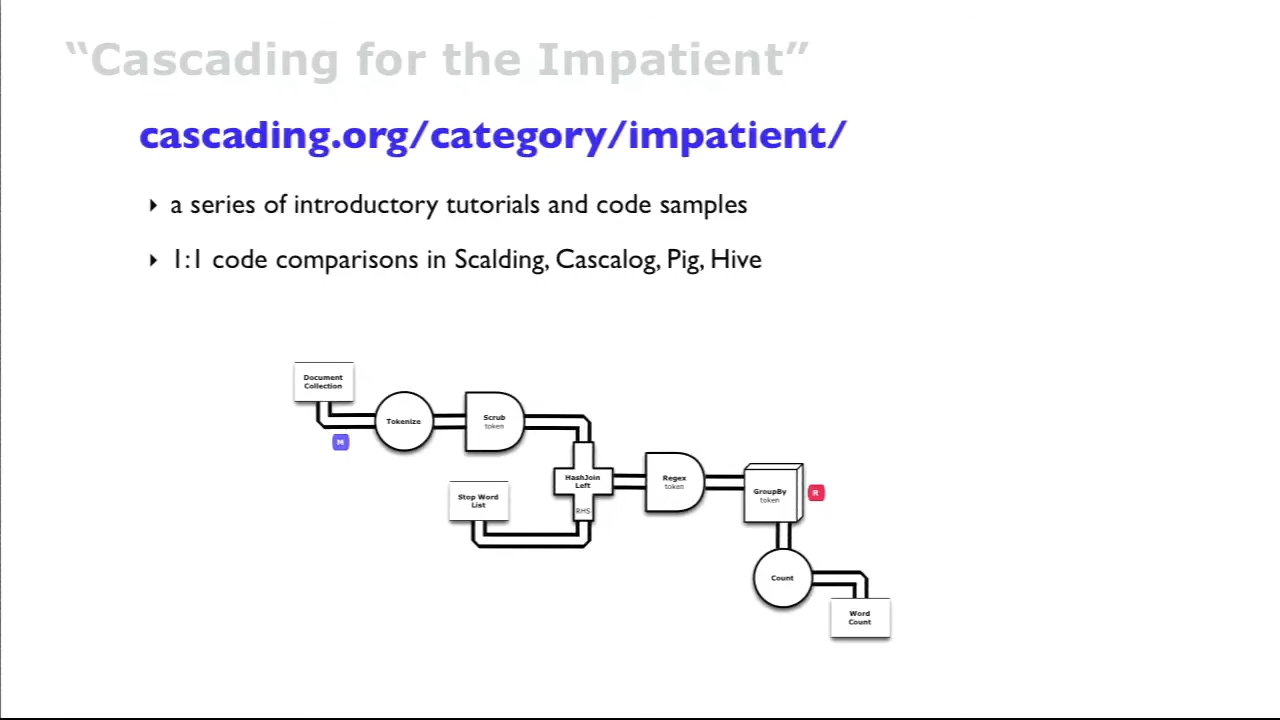 “Cascading for the Impatient”
cascading.org/category/impatient/
‣ a series of introductory tutorials and code samples
‣ 1:1 code comparisons in Scalding, Cascalog, Pig, Hive
Document
Collection
Tokenize
Scrub
token
M
HashJoin
Left
RHS
Stop Word
List
Regex
token
GroupBy
token
R
Count
Word
Count